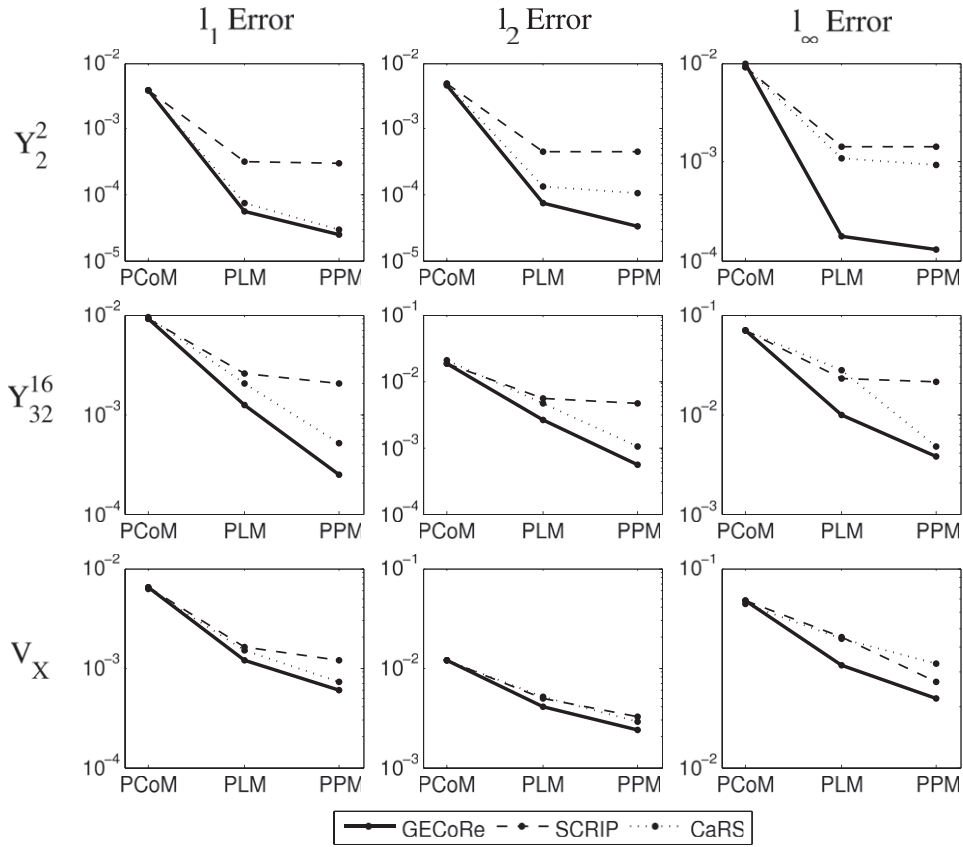 l₁ Error l₂ Error l∞ Error
Y₂²
10⁻² 10⁻³ 10⁻⁴ 10⁻⁵
PCoM PLM PPM
10⁻² 10⁻³ 10⁻⁴ 10⁻⁵
PCoM PLM PPM
10⁻² 10⁻³ 10⁻⁴
PCoM PLM PPM
Y₃₂¹⁶
10⁻² 10⁻³ 10⁻⁴
PCoM PLM PPM
10⁻¹ 10⁻² 10⁻³ 10⁻⁴
PCoM PLM PPM
10⁻¹ 10⁻² 10⁻³
PCoM PLM PPM
V_X
10⁻² 10⁻³ 10⁻⁴
PCoM PLM PPM
10⁻¹ 10⁻² 10⁻³
PCoM PLM PPM
10⁻¹ 10⁻²
PCoM PLM PPM
GECoRe SCRIP CaRS